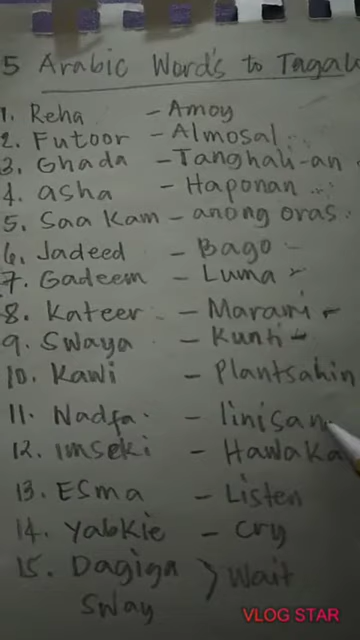 5 Arabic Word's to Tagal
1. Reha - Amoy
2. Futoor - Almosal
3. Ghada - Tanghali-an
4. asha - Haponan
5. Saa Kam - anong oras
6. Jadeed - Bago
7. Gadeem - Luma
8. Kateer - Marami
9. Swaya - Kunti
10. Kawi - Plantsahin
11. Nadfa - linisan
12. imseki - Hawaka
13. Esma - Listen
14. Yabkie - Cry
15. Dagiga } Wait
Sway
VLOG STAR